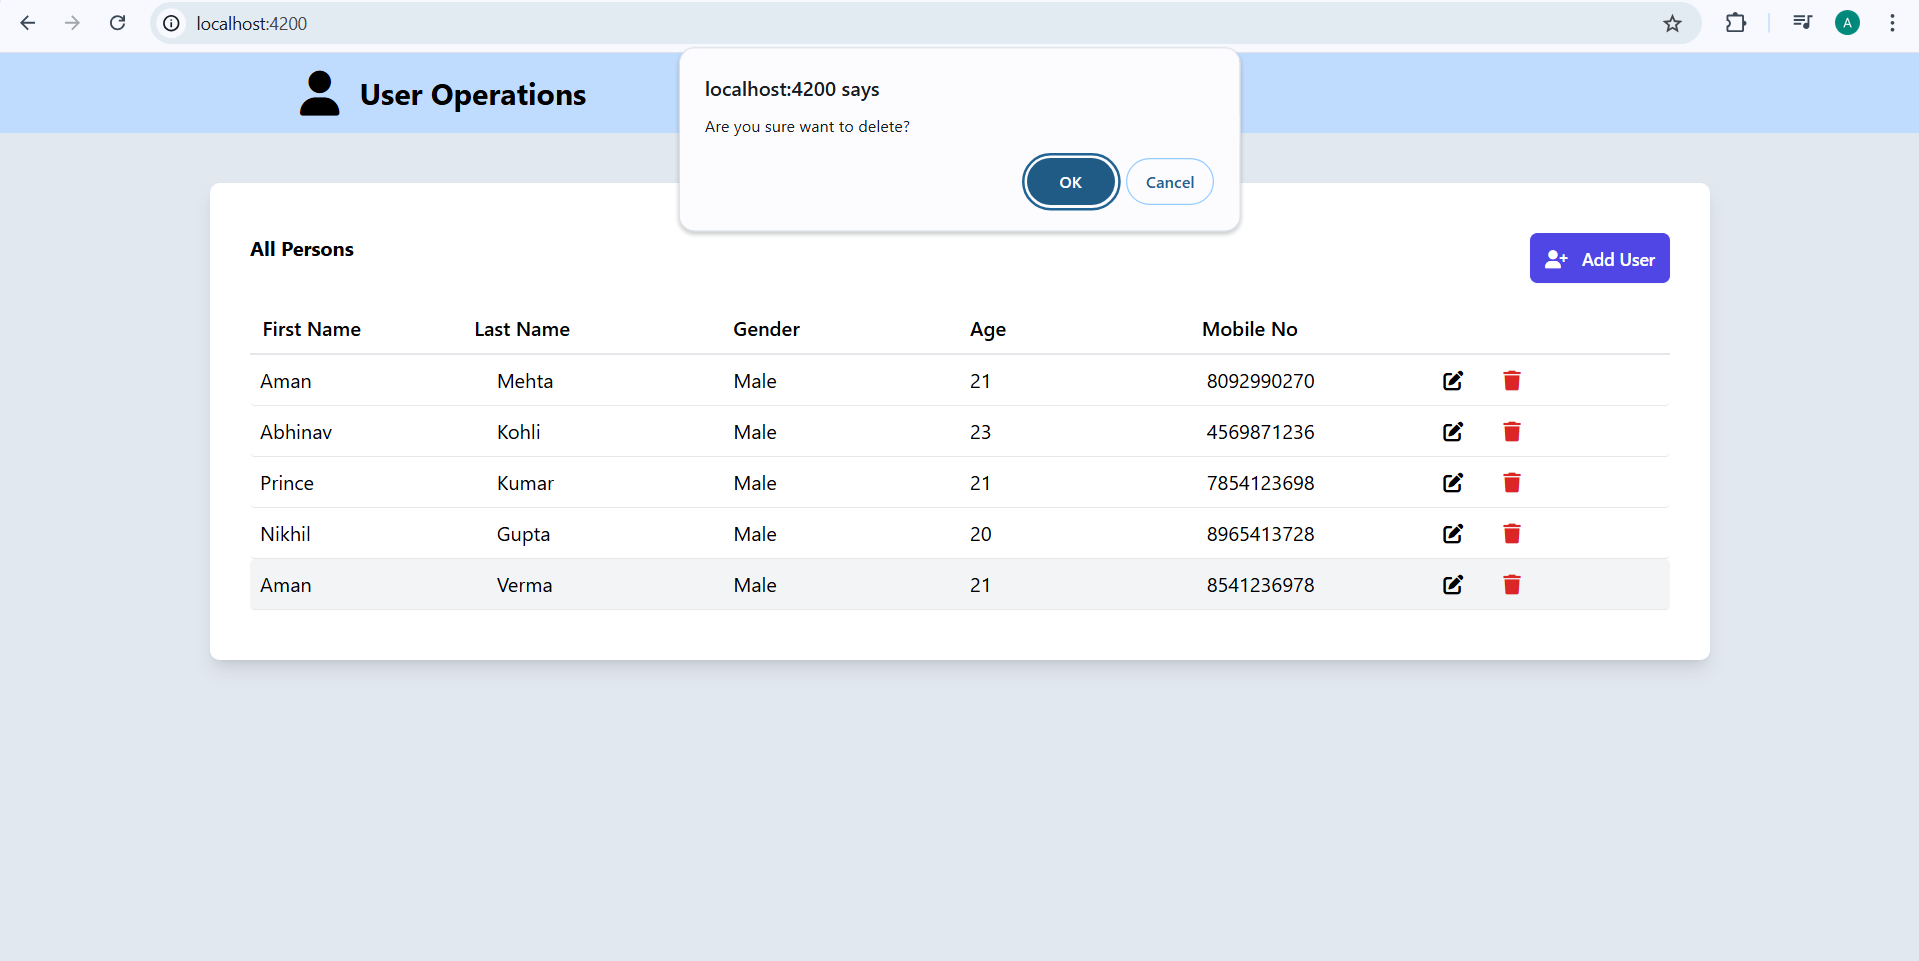 localhost:4200
A
User Operations
localhost:4200 says
Are you sure want to delete?
OK Cancel
All Persons
Add User
First Name Last Name Gender Age Mobile No
Aman Mehta Male 21 8092990270
Abhinav Kohli Male 23 4569871236
Prince Kumar Male 21 7854123698
Nikhil Gupta Male 20 8965413728
Aman Verma Male 21 8541236978